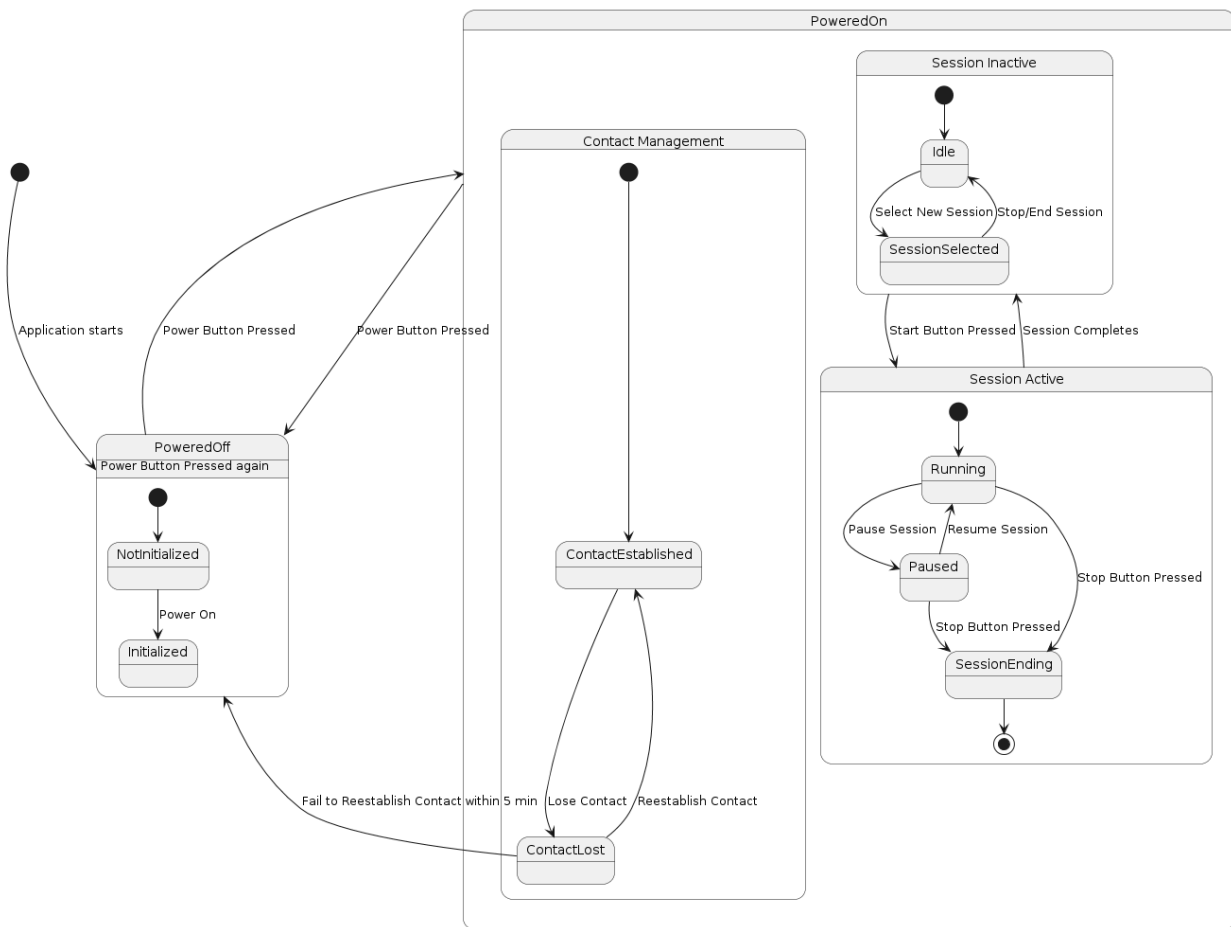 PoweredOn
Session Inactive
Idle
Select New Session
Stop/End Session
SessionSelected
Contact Management
Application starts
Power Button Pressed
Power Button Pressed
Start Button Pressed
Session Completes
Session Active
Running
Pause Session
Resume Session
Paused
Stop Button Pressed
Stop Button Pressed
SessionEnding
PoweredOff
Power Button Pressed again
NotInitialized
Power On
Initialized
ContactEstablished
Fail to Reestablish Contact within 5 min
Lose Contact
Reestablish Contact
ContactLost